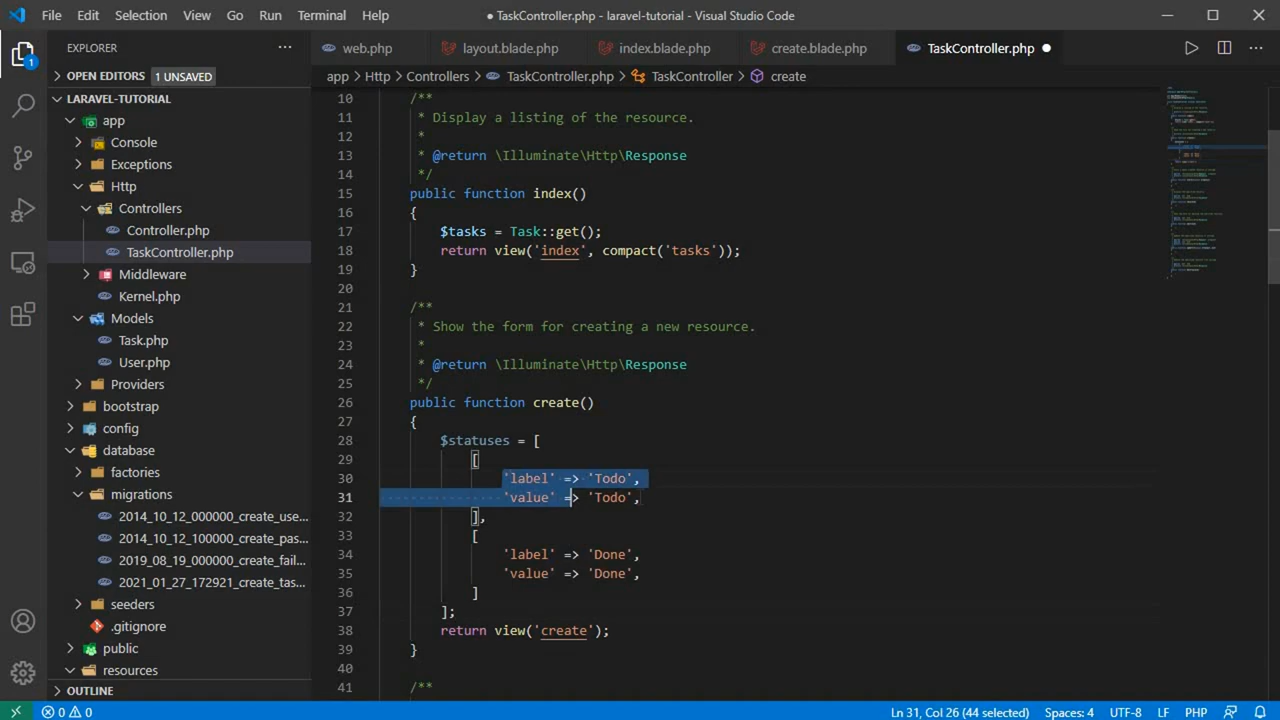 File Edit Selection View Go Run Terminal Help
● TaskController.php - laravel-tutorial - Visual Studio Code
EXPLORER
web.php layout.blade.php index.blade.php create.blade.php TaskController.php
OPEN EDITORS 1 UNSAVED
app > Http > Controllers > TaskController.php > TaskController > create
LARAVEL-TUTORIAL
app
Console
Exceptions
Http
Controllers
Controller.php
TaskController.php
Middleware
Kernel.php
Models
Task.php
User.php
Providers
bootstrap
config
database
factories
migrations
2014_10_12_000000_create_use...
2014_10_12_100000_create_pas...
2019_08_19_000000_create_fail...
2021_01_27_172921_create_tas...
seeders
.gitignore
public
resources
OUTLINE
1
10 /**
11 * Display a listing of the resource.
12 *
13 * @return \Illuminate\Http\Response
14 */
15 public function index()
16 {
17 $tasks = Task::get();
18 return view('index', compact('tasks'));
19 }
20
21 /**
22 * Show the form for creating a new resource.
23 *
24 * @return \Illuminate\Http\Response
25 */
26 public function create()
27 {
28 $statuses = [
29 [
30 'label' => 'Todo',
31 'value' => 'Todo',
32 ],
33 [
34 'label' => 'Done',
35 'value' => 'Done',
36 ]
37 ];
38 return view('create');
39 }
40
41 /**
0 0 Ln 31, Col 26 (44 selected) Spaces: 4 UTF-8 LF PHP